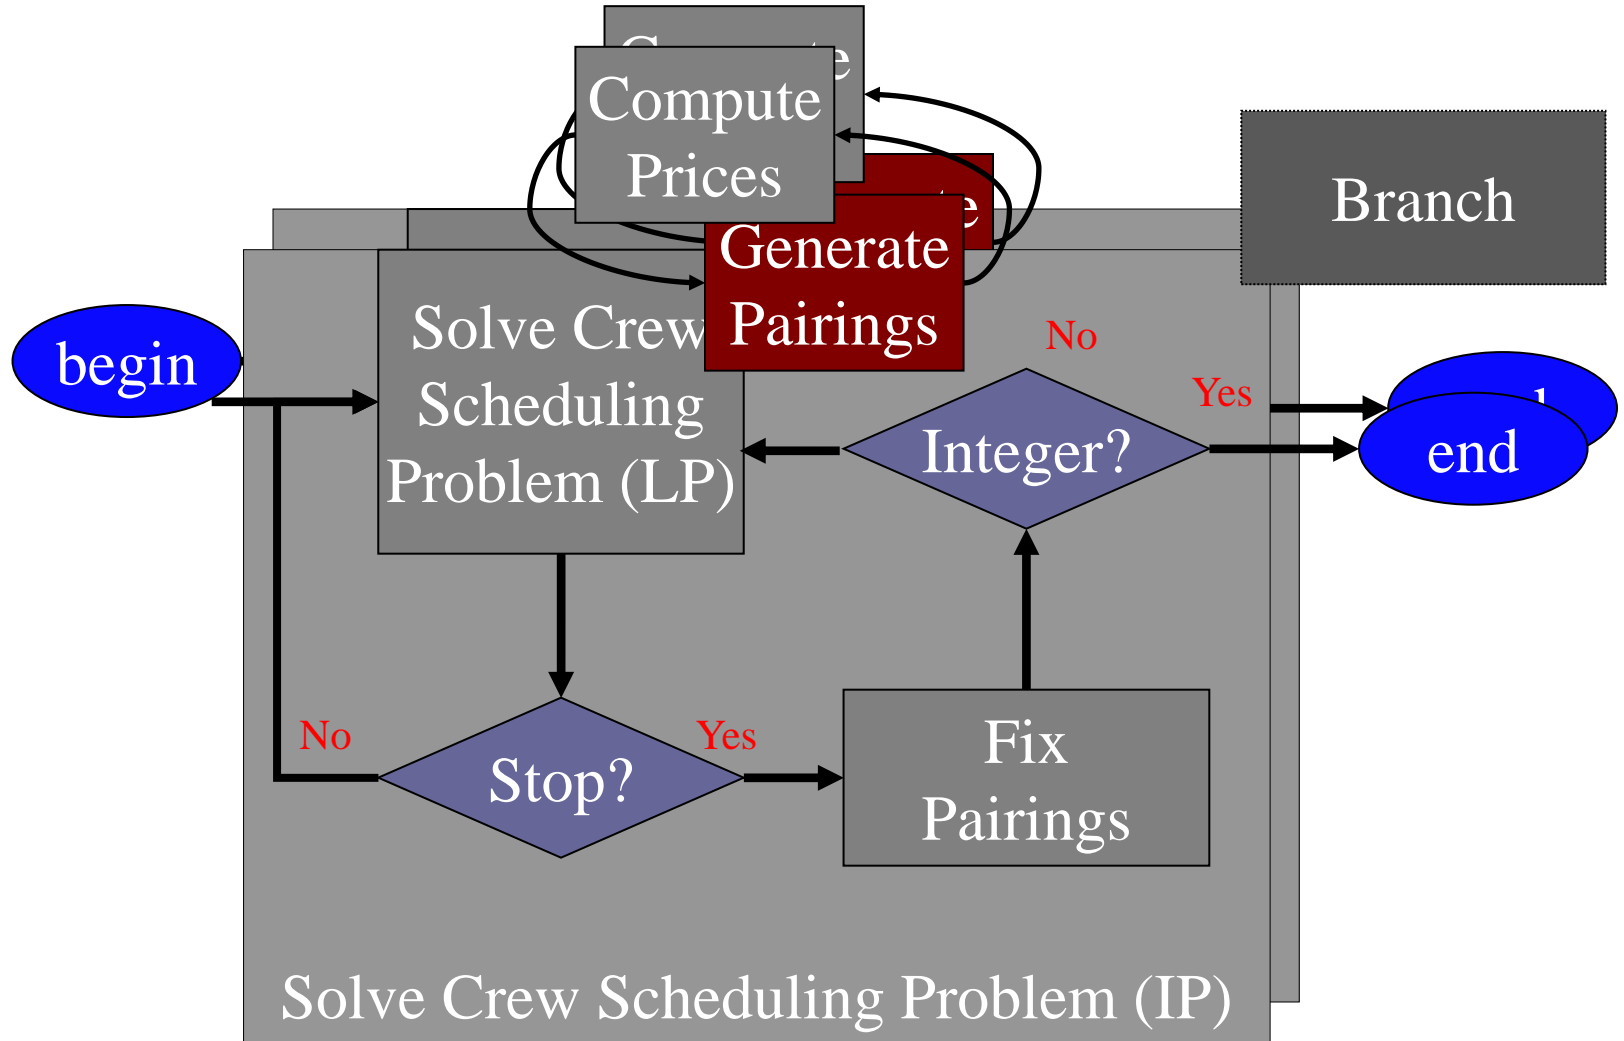 Compute
Prices
Branch
Generate
Pairings
Solve Crew
Scheduling
Problem (LP)
begin
No
Yes
Integer?
end
No
Yes
Stop?
Fix
Pairings
Solve Crew Scheduling Problem (IP)